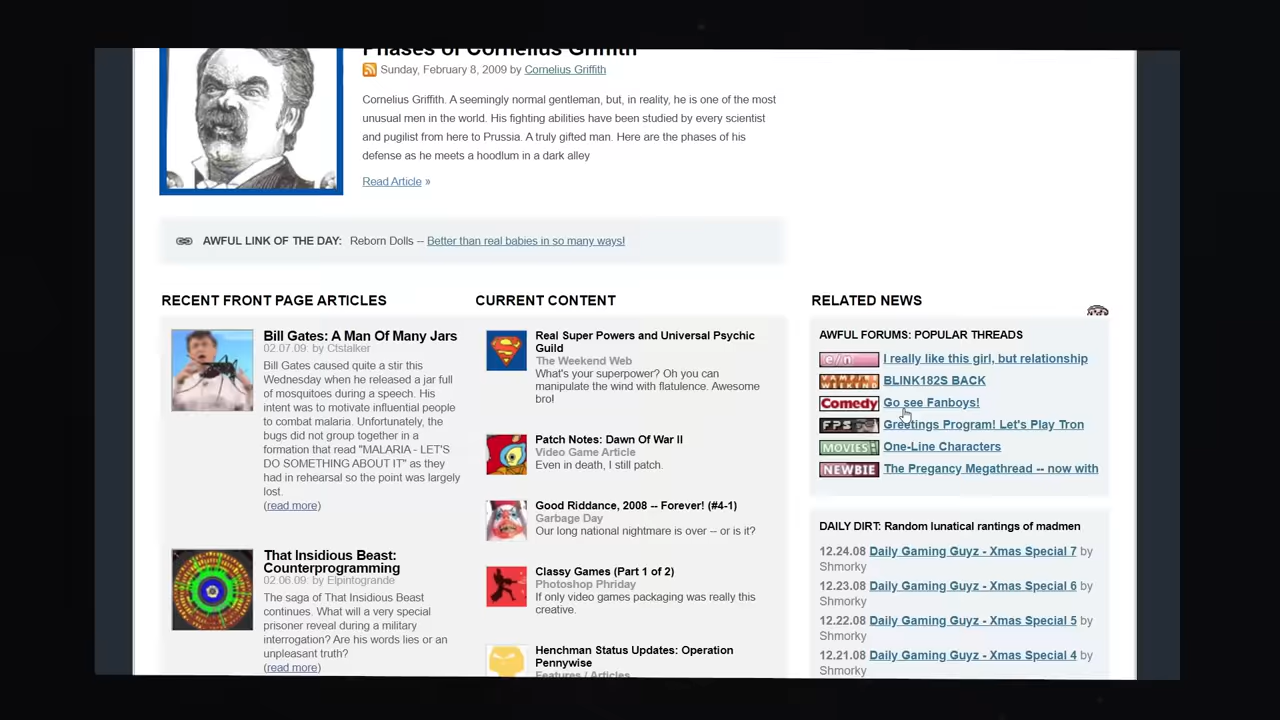 Phases of Cornelius Griffith
Sunday, February 8, 2009 by Cornelius Griffith
Cornelius Griffith. A seemingly normal gentleman, but, in reality, he is one of the most
unusual men in the world. His fighting abilities have been studied by every scientist
and pugilist from here to Prussia. A truly gifted man. Here are the phases of his
defense as he meets a hoodlum in a dark alley
Read Article »
AWFUL LINK OF THE DAY: Reborn Dolls -- Better than real babies in so many ways!
RECENT FRONT PAGE ARTICLES
Bill Gates: A Man Of Many Jars
02.07.09: by Ctstalker
Bill Gates caused quite a stir this
Wednesday when he released a jar full
of mosquitoes during a speech. His
intent was to motivate influential people
to combat malaria. Unfortunately, the
bugs did not group together in a
formation that read "MALARIA - LET'S
DO SOMETHING ABOUT IT" as they
had in rehearsal so the point was largely
lost.
(read more)
That Insidious Beast:
Counterprogramming
02.06.09: by Elpintogrande
The saga of That Insidious Beast
continues. What will a very special
prisoner reveal during a military
interrogation? Are his words lies or an
unpleasant truth?
(read more)
CURRENT CONTENT
Real Super Powers and Universal Psychic
Guild
The Weekend Web
What's your superpower? Oh you can
manipulate the wind with flatulence. Awesome
bro!
Patch Notes: Dawn Of War II
Video Game Article
Even in death, I still patch.
Good Riddance, 2008 -- Forever! (#4-1)
Garbage Day
Our long national nightmare is over -- or is it?
Classy Games (Part 1 of 2)
Photoshop Phriday
If only video games packaging was really this
creative.
Henchman Status Updates: Operation
Pennywise
Features / Articles
RELATED NEWS
AWFUL FORUMS: POPULAR THREADS
e/n I really like this girl, but relationship
VAMPIRE WEEKEND BLINK182S BACK
Comedy Go see Fanboys!
FPS Greetings Program! Let's Play Tron
MOVIES One-Line Characters
NEWBIE The Pregancy Megathread -- now with
DAILY DIRT: Random lunatical rantings of madmen
12.24.08 Daily Gaming Guyz - Xmas Special 7 by
Shmorky
12.23.08 Daily Gaming Guyz - Xmas Special 6 by
Shmorky
12.22.08 Daily Gaming Guyz - Xmas Special 5 by
Shmorky
12.21.08 Daily Gaming Guyz - Xmas Special 4 by
Shmorky